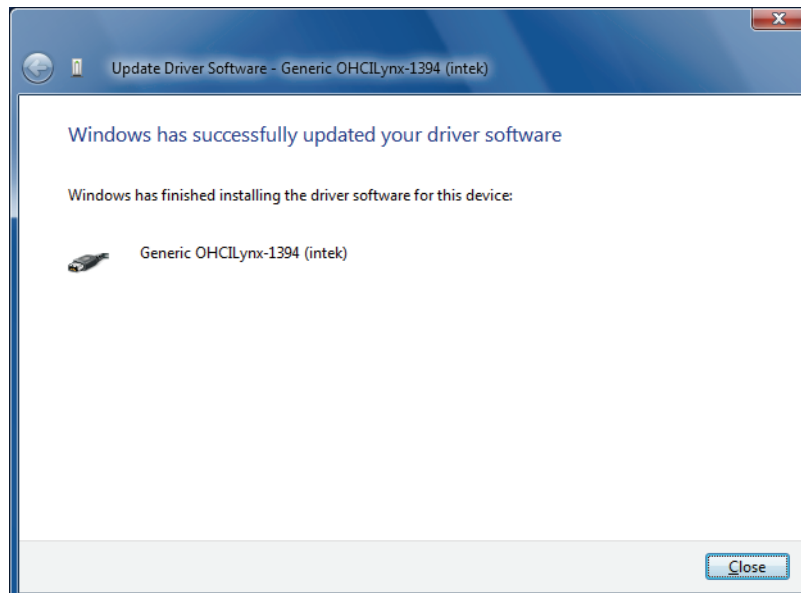 Update Driver Software - Generic OHCILynx-1394 (intek)
Windows has successfully updated your driver software
Windows has finished installing the driver software for this device:
Generic OHCILynx-1394 (intek)
Close